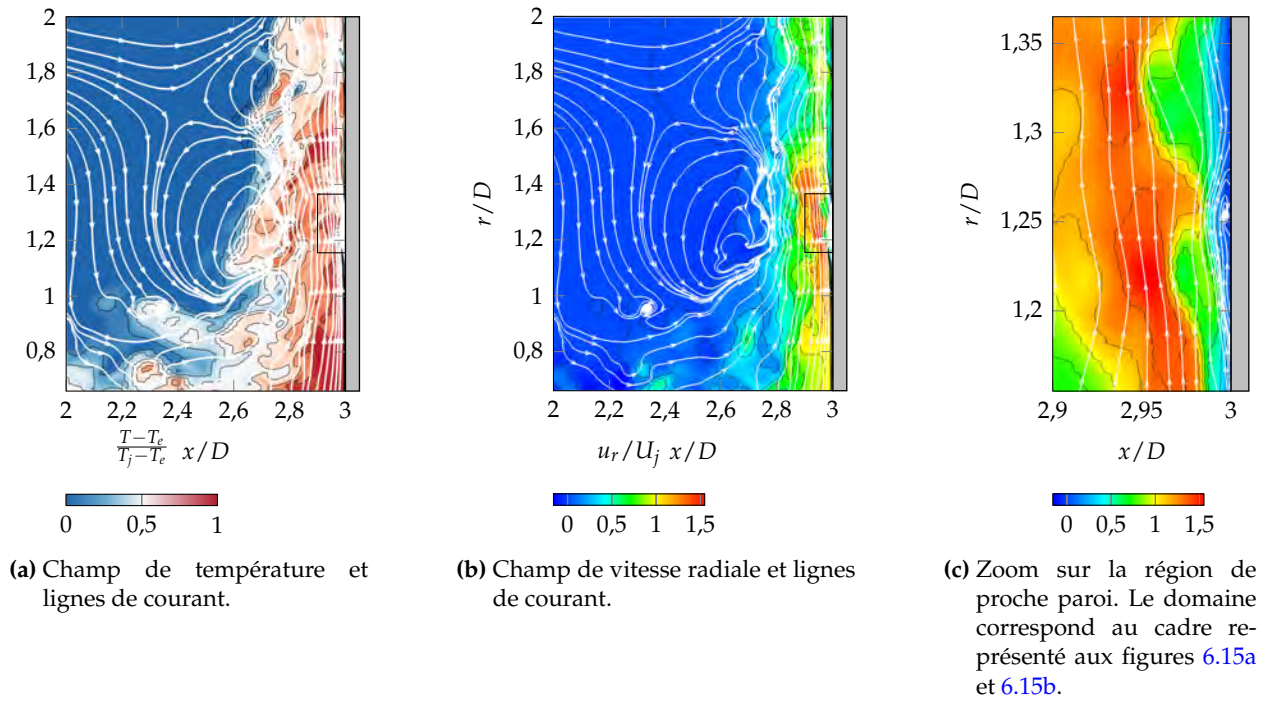 2
1,8
1,6
1,4
1,2
1
0,8
2 2,2 2,4 2,6 2,8 3
T−Te
Tj−Te x/D
0 0,5 1
(a) Champ de température et
lignes de courant.
r/D
2
1,8
1,6
1,4
1,2
1
0,8
2 2,2 2,4 2,6 2,8 3
ur/Uj x/D
0 0,5 1 1,5
(b) Champ de vitesse radiale et lignes
de courant.
r/D
1,35
1,3
1,25
1,2
2,9 2,95 3
x/D
0 0,5 1 1,5
(c) Zoom sur la région de
proche paroi. Le domaine
correspond au cadre re-
présenté aux figures 6.15a
et 6.15b.